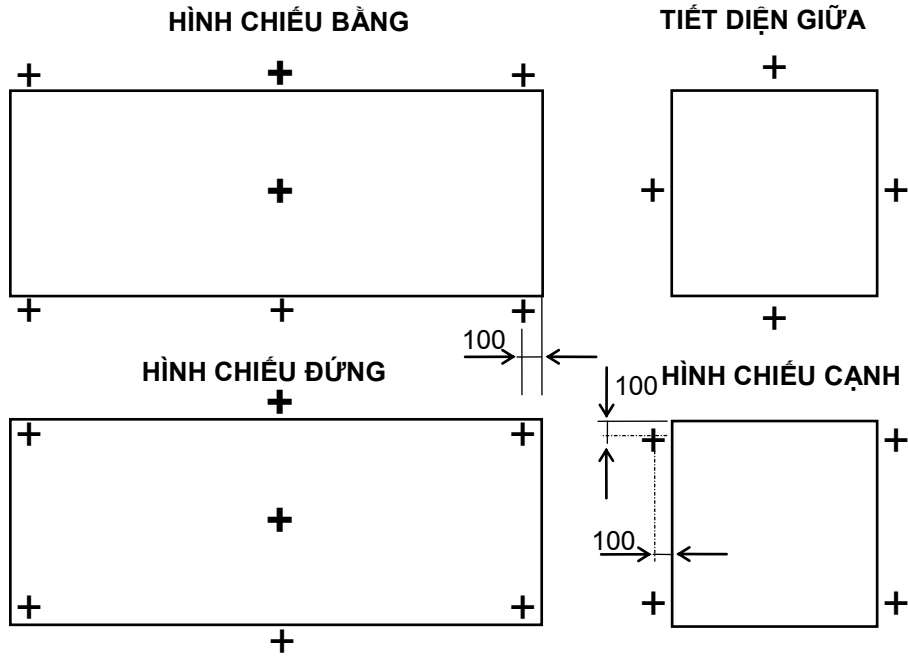 HÌNH CHIẾU BẰNG
TIẾT DIỆN GIỮA
100
HÌNH CHIẾU ĐỨNG
100
HÌNH CHIẾU CẠNH
100